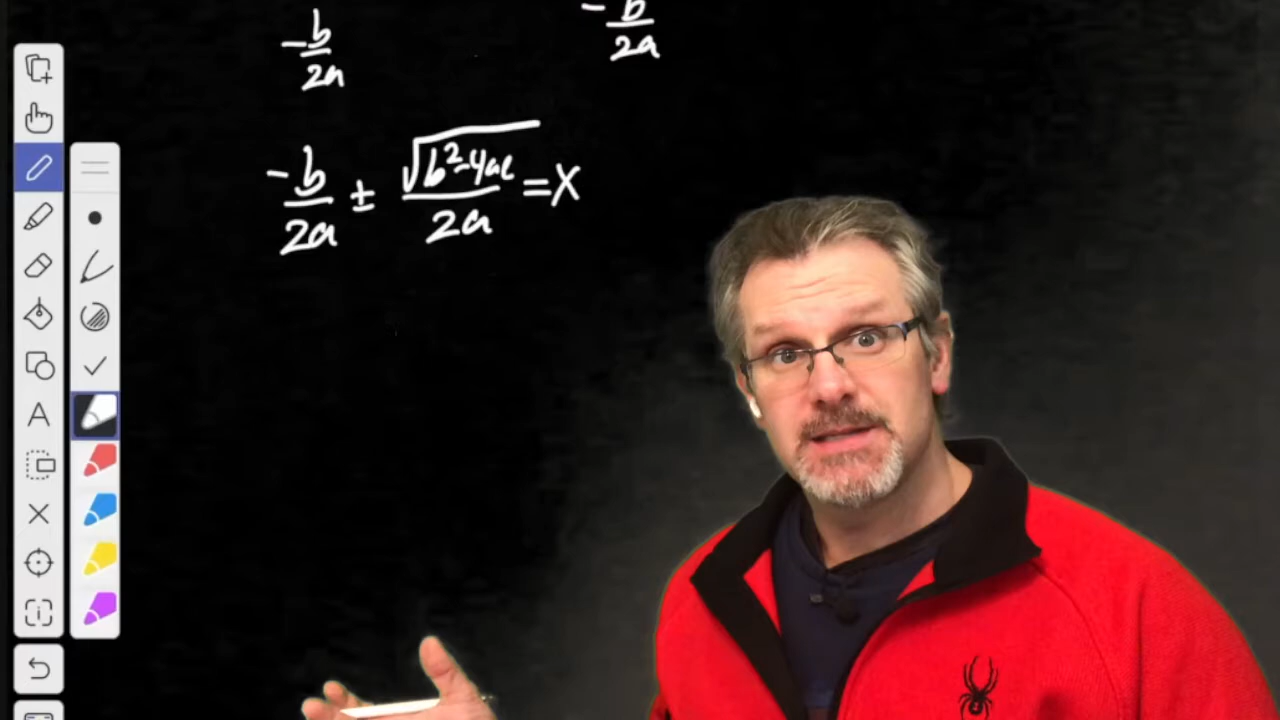 -b/2a -b/2a
-b/2a ± √b²-4ac/2a = X
A